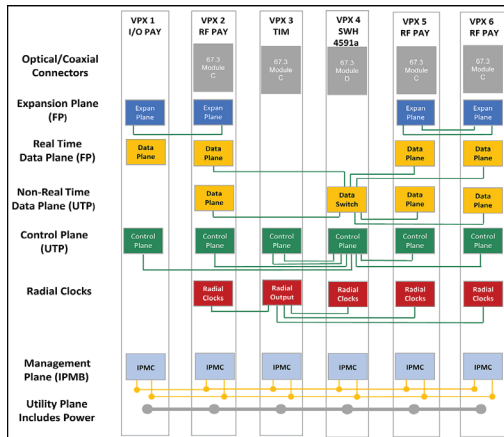 VPX 1 VPX 2 VPX 3 VPX 4 VPX 5 VPX 6
I/O PAY RF PAY TIM SWH RF PAY RF PAY
4591a
Optical/Coaxial
Connectors
67.3 67.3 67.3 67.3 67.3
Module Module Module Module Module
C C D C C
Expansion Plane
(FP)
Expan Expan Expan Expan
Plane Plane Plane Plane
Real Time
Data Plane (FP)
Data Data Data Data
Plane Plane Plane Plane
Non-Real Time
Data Plane (UTP)
Data Data Data Data
Plane Switch Plane Plane
Control Plane
(UTP)
Control Control Control Control Control Control
Plane Plane Plane Plane Plane Plane
Radial Clocks
Radial Radial Radial Radial Radial
Clocks Output Clocks Clocks Clocks
Management
Plane (IPMB)
IPMC IPMC IPMC IPMC IPMC IPMC
Utility Plane
Includes Power